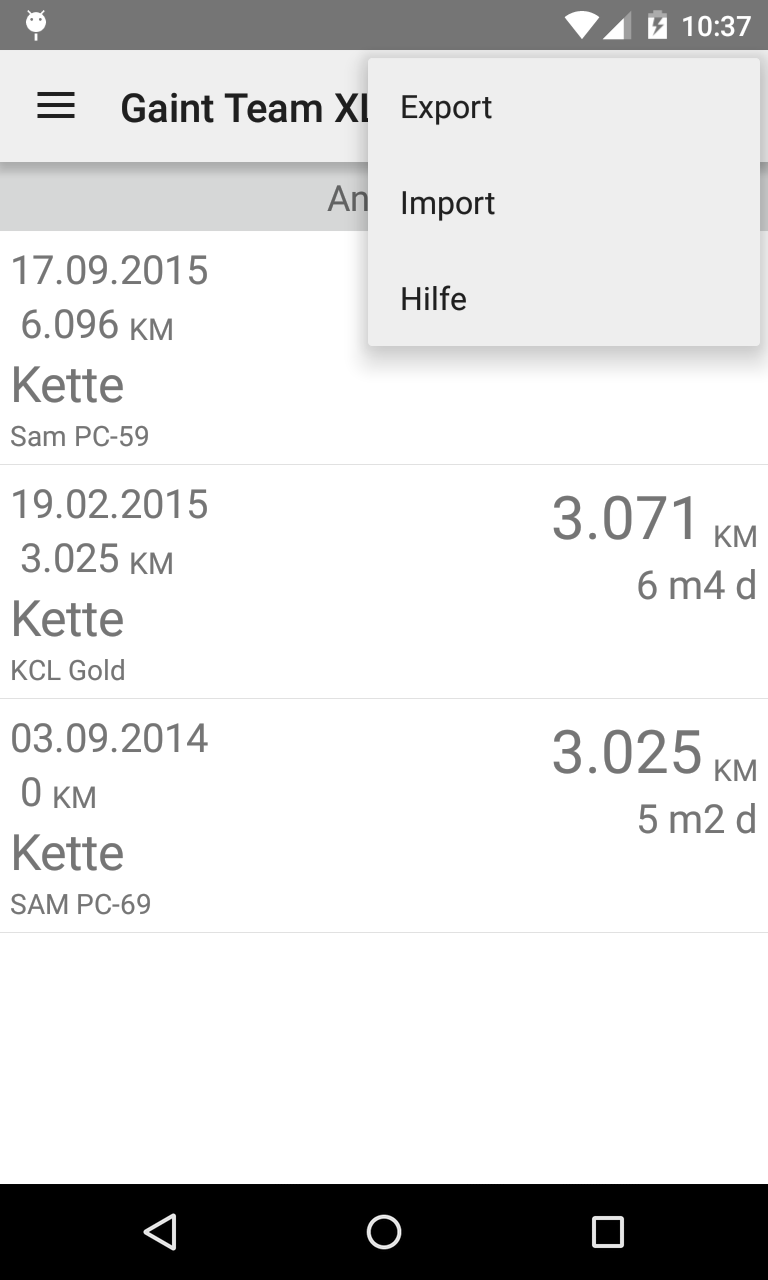 10:37
Gaint Team
Export
Import
Hilfe
17.09.2015
6.096 KM
Kette
Sam PC-59
19.02.2015
3.071 KM
3.025 KM
6 m4 d
Kette
KCL Gold
03.09.2014
3.025 KM
0 KM
5 m2 d
Kette
SAM PC-69